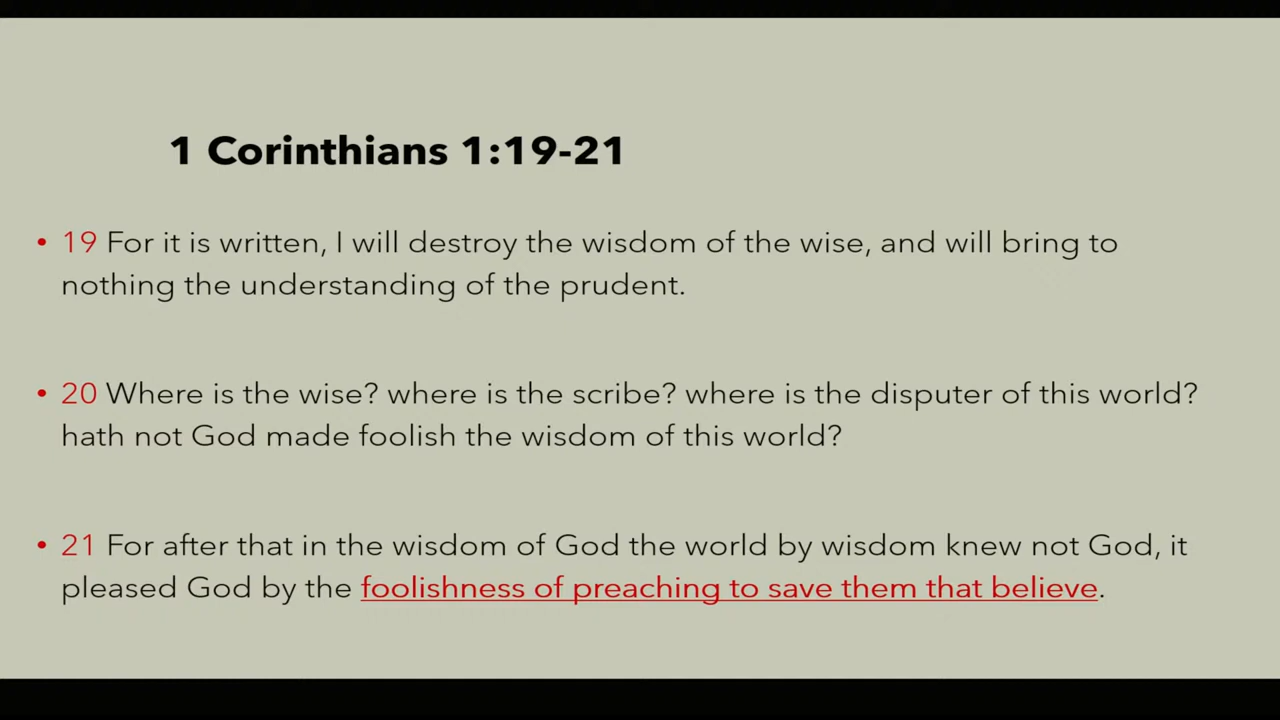 1 Corinthians 1:19-21
• 19 For it is written, I will destroy the wisdom of the wise, and will bring to
nothing the understanding of the prudent.
• 20 Where is the wise? where is the scribe? where is the disputer of this world?
hath not God made foolish the wisdom of this world?
• 21 For after that in the wisdom of God the world by wisdom knew not God, it
pleased God by the foolishness of preaching to save them that believe.